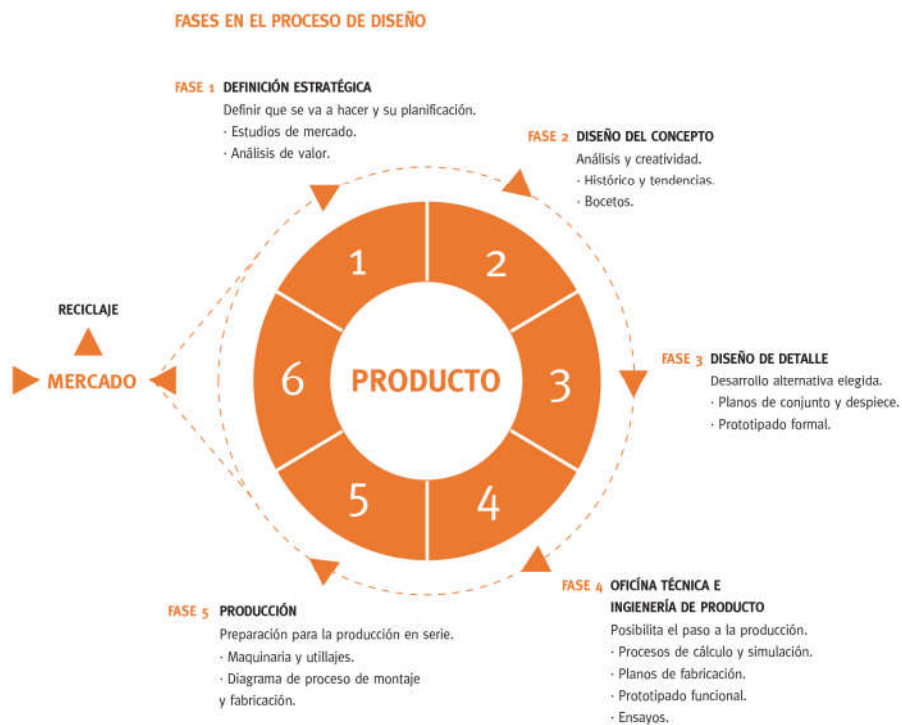 FASES EN EL PROCESO DE DISEÑO
FASE 1 DEFINICIÓN ESTRATÉGICA
Definir que se va a hacer y su planificación.
· Estudios de mercado.
· Análisis de valor.
FASE 2 DISEÑO DEL CONCEPTO
Análisis y creatividad.
· Histórico y tendencias.
· Bocetos.
1
2
RECICLAJE
MERCADO
6
PRODUCTO
3
FASE 3 DISEÑO DE DETALLE
Desarrollo alternativa elegida.
· Planos de conjunto y despiece.
· Prototipado formal.
5
4
FASE 4 OFICÍNA TÉCNICA E
INGIENERÍA DE PRODUCTO
Posibilita el paso a la producción.
· Procesos de cálculo y simulación.
· Planos de fabricación.
· Prototipado funcional.
· Ensayos.
FASE 5 PRODUCCIÓN
Preparación para la producción en serie.
· Maquinaria y utillajes.
· Diagrama de proceso de montaje
y fabricación.